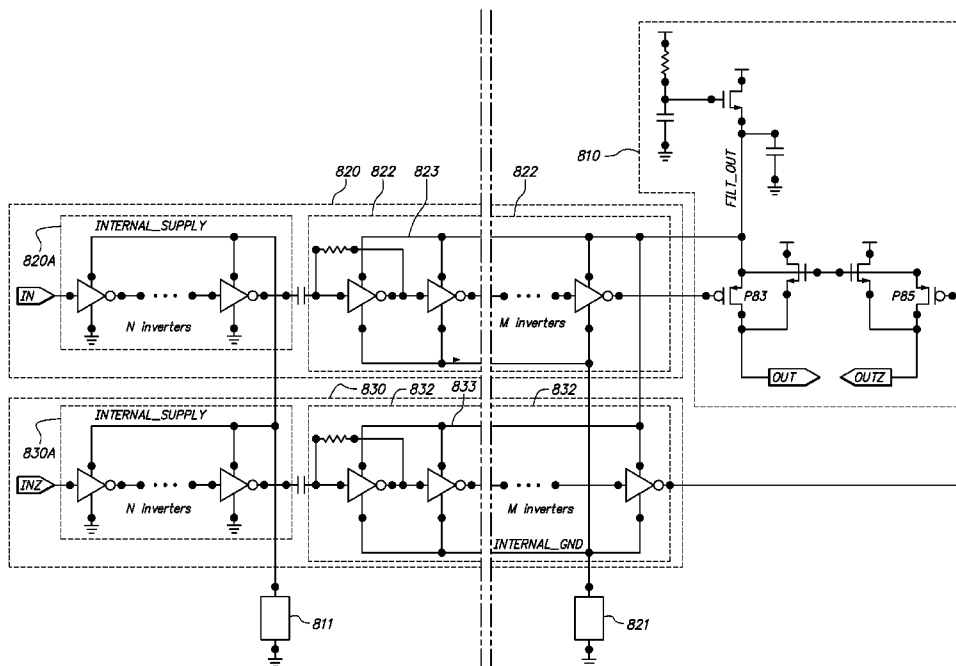 810
FILT_OUT
820
822
823
822
820A
INTERNAL_SUPPLY
IN
N inverters
M inverters
P83
P85
OUT
OUTZ
830
832
833
832
830A
INTERNAL_SUPPLY
INZ
N inverters
M inverters
INTERNAL_GND
811
821